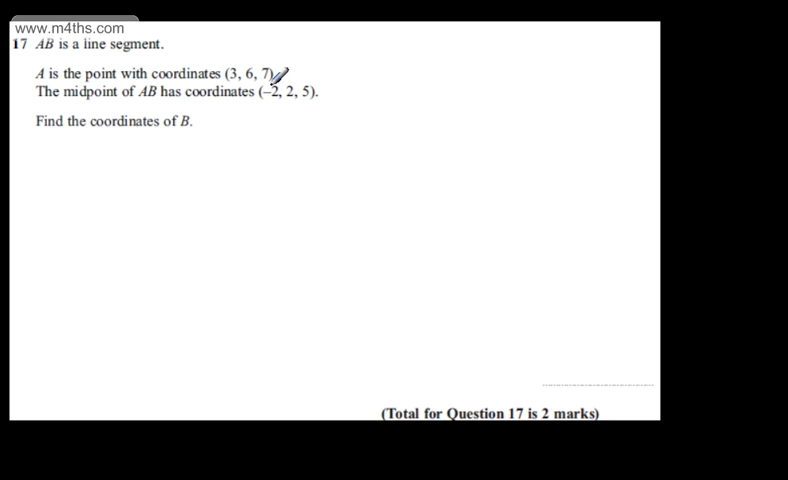 www.m4ths.com
17 AB is a line segment.
A is the point with coordinates (3, 6, 7)
The midpoint of AB has coordinates (–2, 2, 5).
Find the coordinates of B.
(Total for Question 17 is 2 marks)